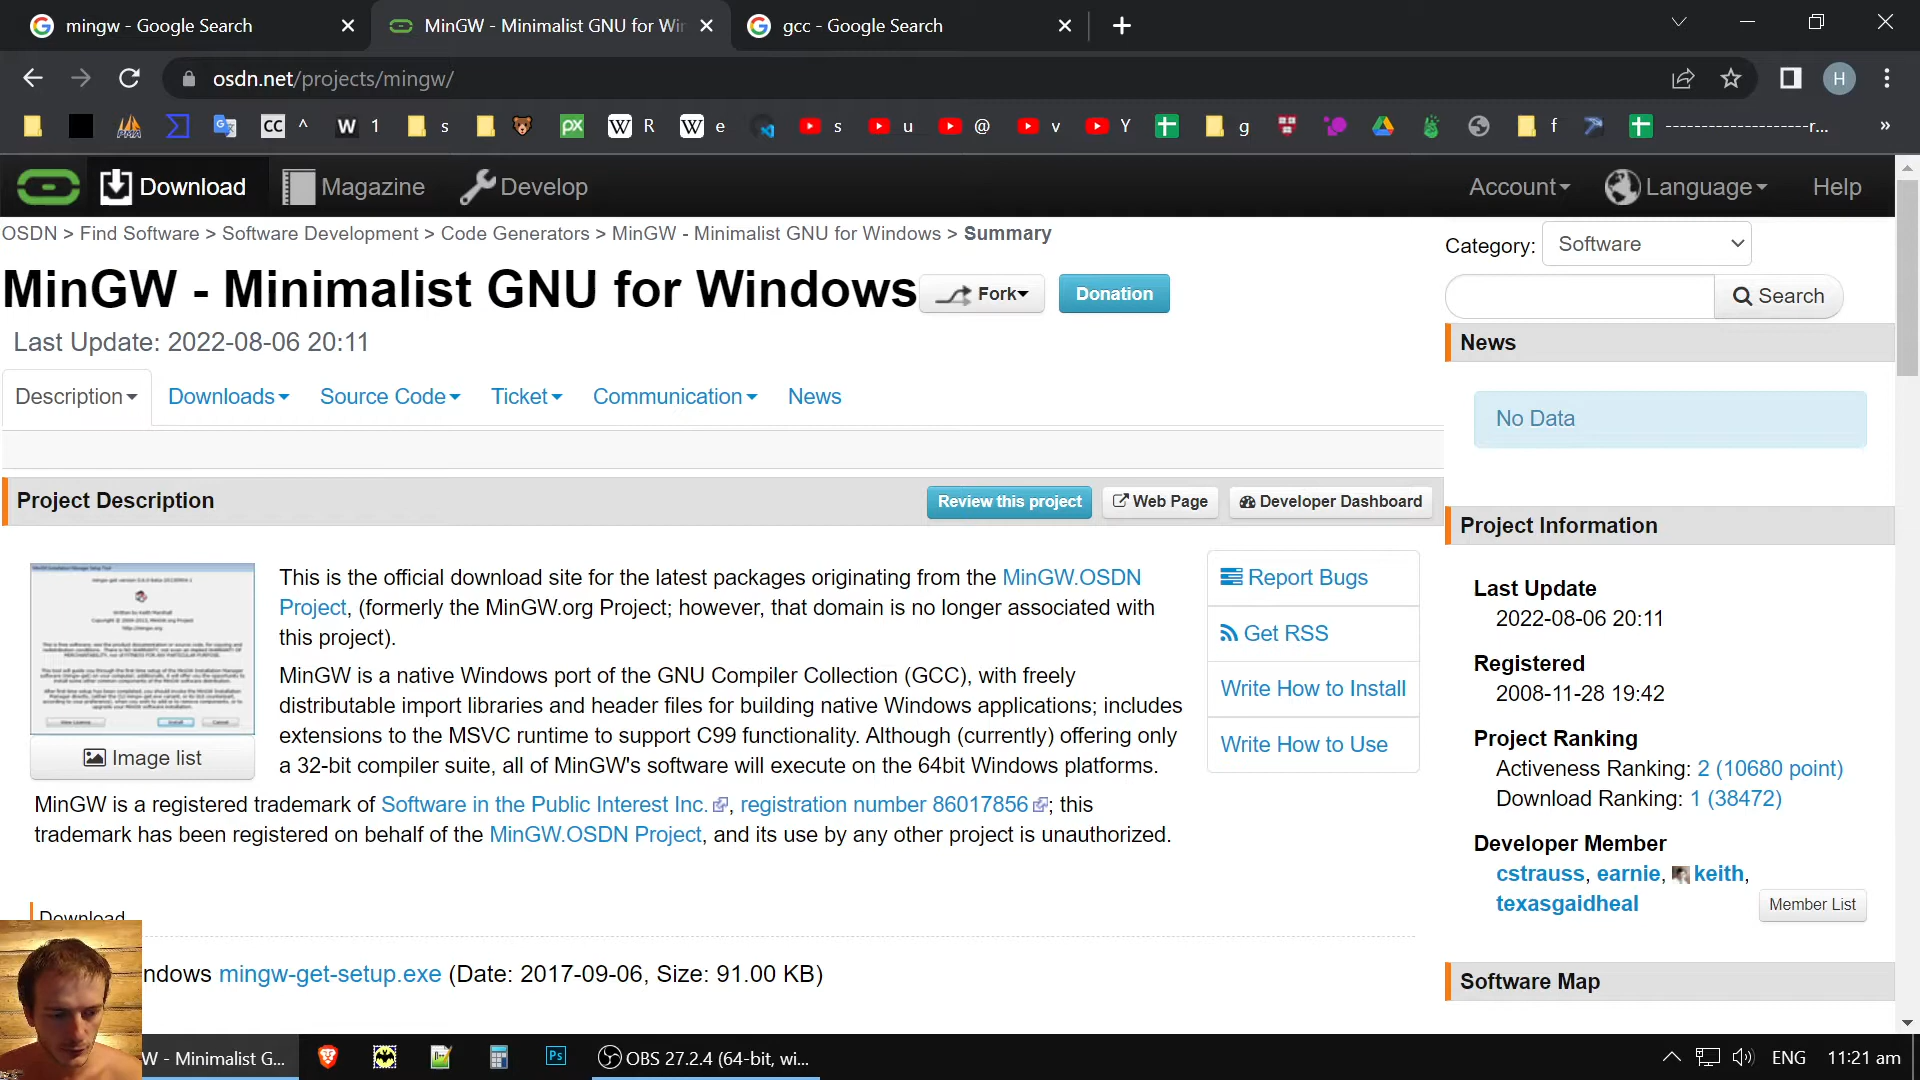 mingw - Google Search
MinGW - Minimalist GNU for Wi
gcc - Google Search
osdn.net/projects/mingw/
CC ^
W 1
s
PX
W R
W e
s
u
@
v
Y
g
f
--------------------r...
»
H
Download
Magazine
Develop
Account
Language
Help
OSDN > Find Software > Software Development > Code Generators > MinGW - Minimalist GNU for Windows > Summary
Category:
Software
MinGW - Minimalist GNU for Windows
Fork
Donation
Search
Last Update: 2022-08-06 20:11
News
Description
Downloads
Source Code
Ticket
Communication
News
No Data
Project Description
Review this project
Web Page
Developer Dashboard
Project Information
This is the official download site for the latest packages originating from the MinGW.OSDN
Project, (formerly the MinGW.org Project; however, that domain is no longer associated with
this project).
MinGW is a native Windows port of the GNU Compiler Collection (GCC), with freely
distributable import libraries and header files for building native Windows applications; includes
extensions to the MSVC runtime to support C99 functionality. Although (currently) offering only
a 32-bit compiler suite, all of MinGW's software will execute on the 64bit Windows platforms.
Image list
MinGW is a registered trademark of Software in the Public Interest Inc. , registration number 86017856 ; this
trademark has been registered on behalf of the MinGW.OSDN Project, and its use by any other project is unauthorized.
Report Bugs
Get RSS
Write How to Install
Write How to Use
Last Update
2022-08-06 20:11
Registered
2008-11-28 19:42
Project Ranking
Activeness Ranking: 2 (10680 point)
Download Ranking: 1 (38472)
Developer Member
cstrauss, earnie, keith,
texasgaidheal
Member List
Download
ndows mingw-get-setup.exe (Date: 2017-09-06, Size: 91.00 KB)
Software Map
W - Minimalist G...
Ps
OBS 27.2.4 (64-bit, wi...
ENG
11:21 am